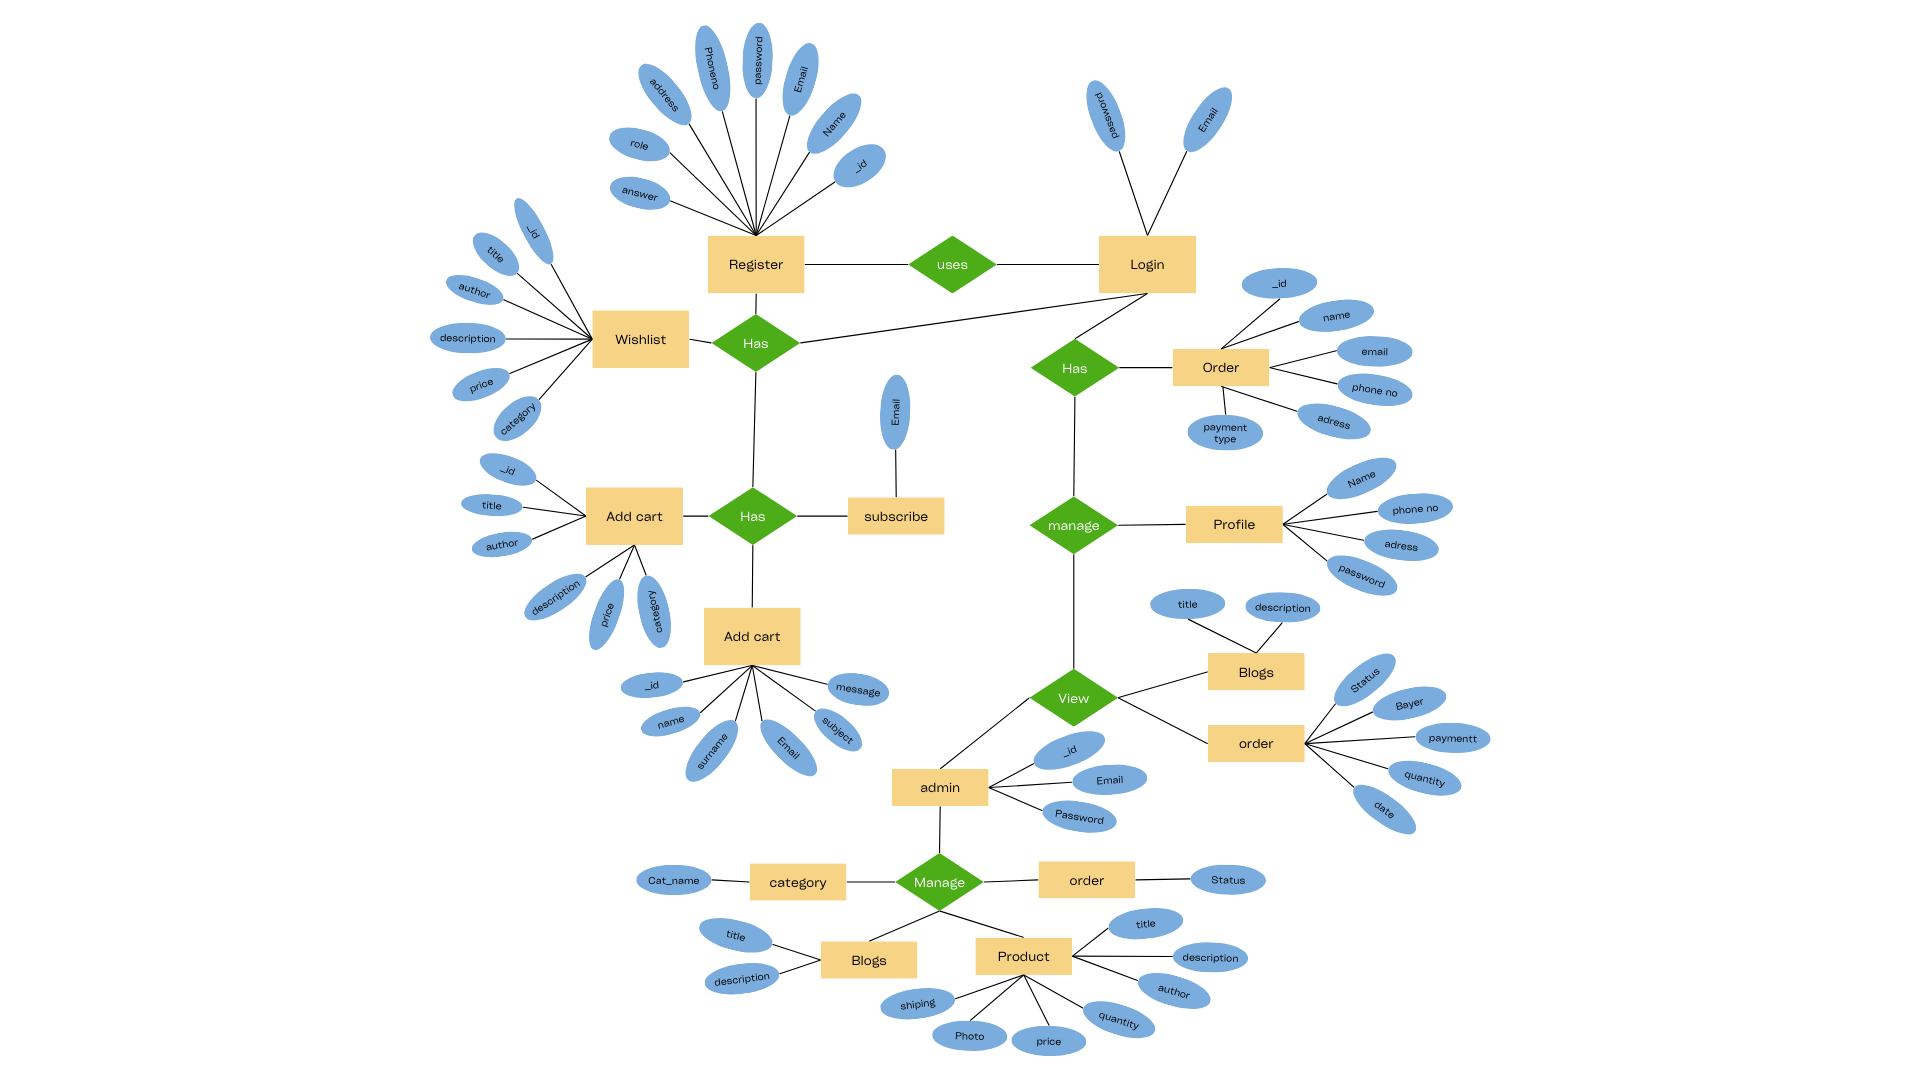 password
Phoneno
Email
address
Name
role
_id
answer
password
Email
Register
uses
Login
_id
title
author
description
price
category
Wishlist
Has
_id
name
email
phone no
adress
payment
type
Has
Order
Email
_id
title
author
description
price
category
Add cart
Has
subscribe
manage
Profile
Name
phone no
adress
password
Add cart
_id
name
surname
Email
subject
message
title
description
Blogs
View
order
Status
Bayer
paymentt
quantity
date
admin
_id
Email
Password
Cat_name
category
Manage
order
Status
title
description
Blogs
Product
title
description
author
quantity
price
Photo
shiping